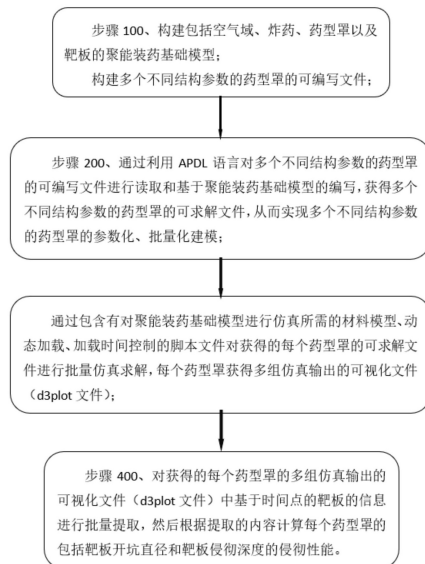 步骤 100、构建包括空气域、炸药、药型罩以及
靶板的聚能装药基础模型；
构建多个不同结构参数的药型罩的可编写文件；
步骤 200、通过利用 APDL 语言对多个不同结构参数的药型罩
的可编写文件进行读取和基于聚能装药基础模型的编写，获得多个
不同结构参数的药型罩的可求解文件，从而实现多个不同结构参数
的药型罩的参数化、批量化建模；
通过包含有对聚能装药基础模型进行仿真所需的材料模型、动
态加载、加载时间控制的脚本文件对获得的每个药型罩的可求解文
件进行批量仿真求解，每个药型罩获得多组仿真输出的可视化文件
（d3plot 文件）；
步骤 400、对获得的每个药型罩的多组仿真输出的
可视化文件（d3plot 文件）中基于时间点的靶板的信息
进行批量提取，然后根据提取的内容计算每个药型罩的
包括靶板开坑直径和靶板侵彻深度的侵彻性能。